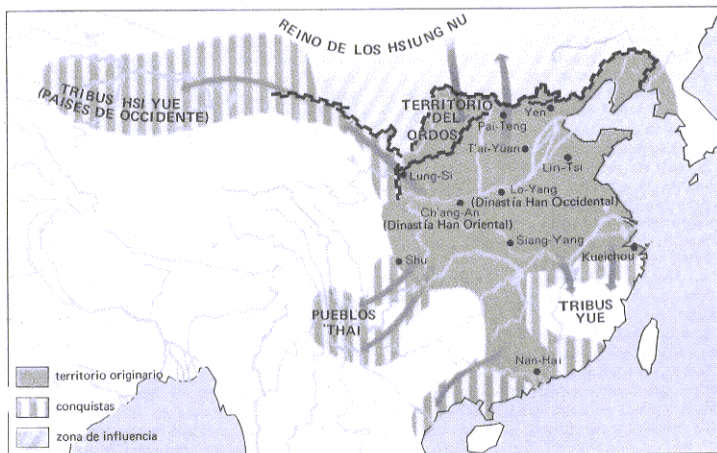 REINO DE LOS HSIUNG NU
TRIBUS HSI YUE
(PAÍSES DE OCCIDENTE)
TERRITORIO
DEL
ORDOS
Yen
Pai-Teng
T'ai-Yuan
Lin-Tsi
Lung-Si
Lo-Yang
(Dinastía Han Occidental)
Ch'ang-An
(Dinastía Han Oriental)
Siang-Yang
Kueichou
Shu
PUEBLOS
'THAI
TRIBUS
YUE
Nan-Hai
territorio originario
conquistas
zona de influencia